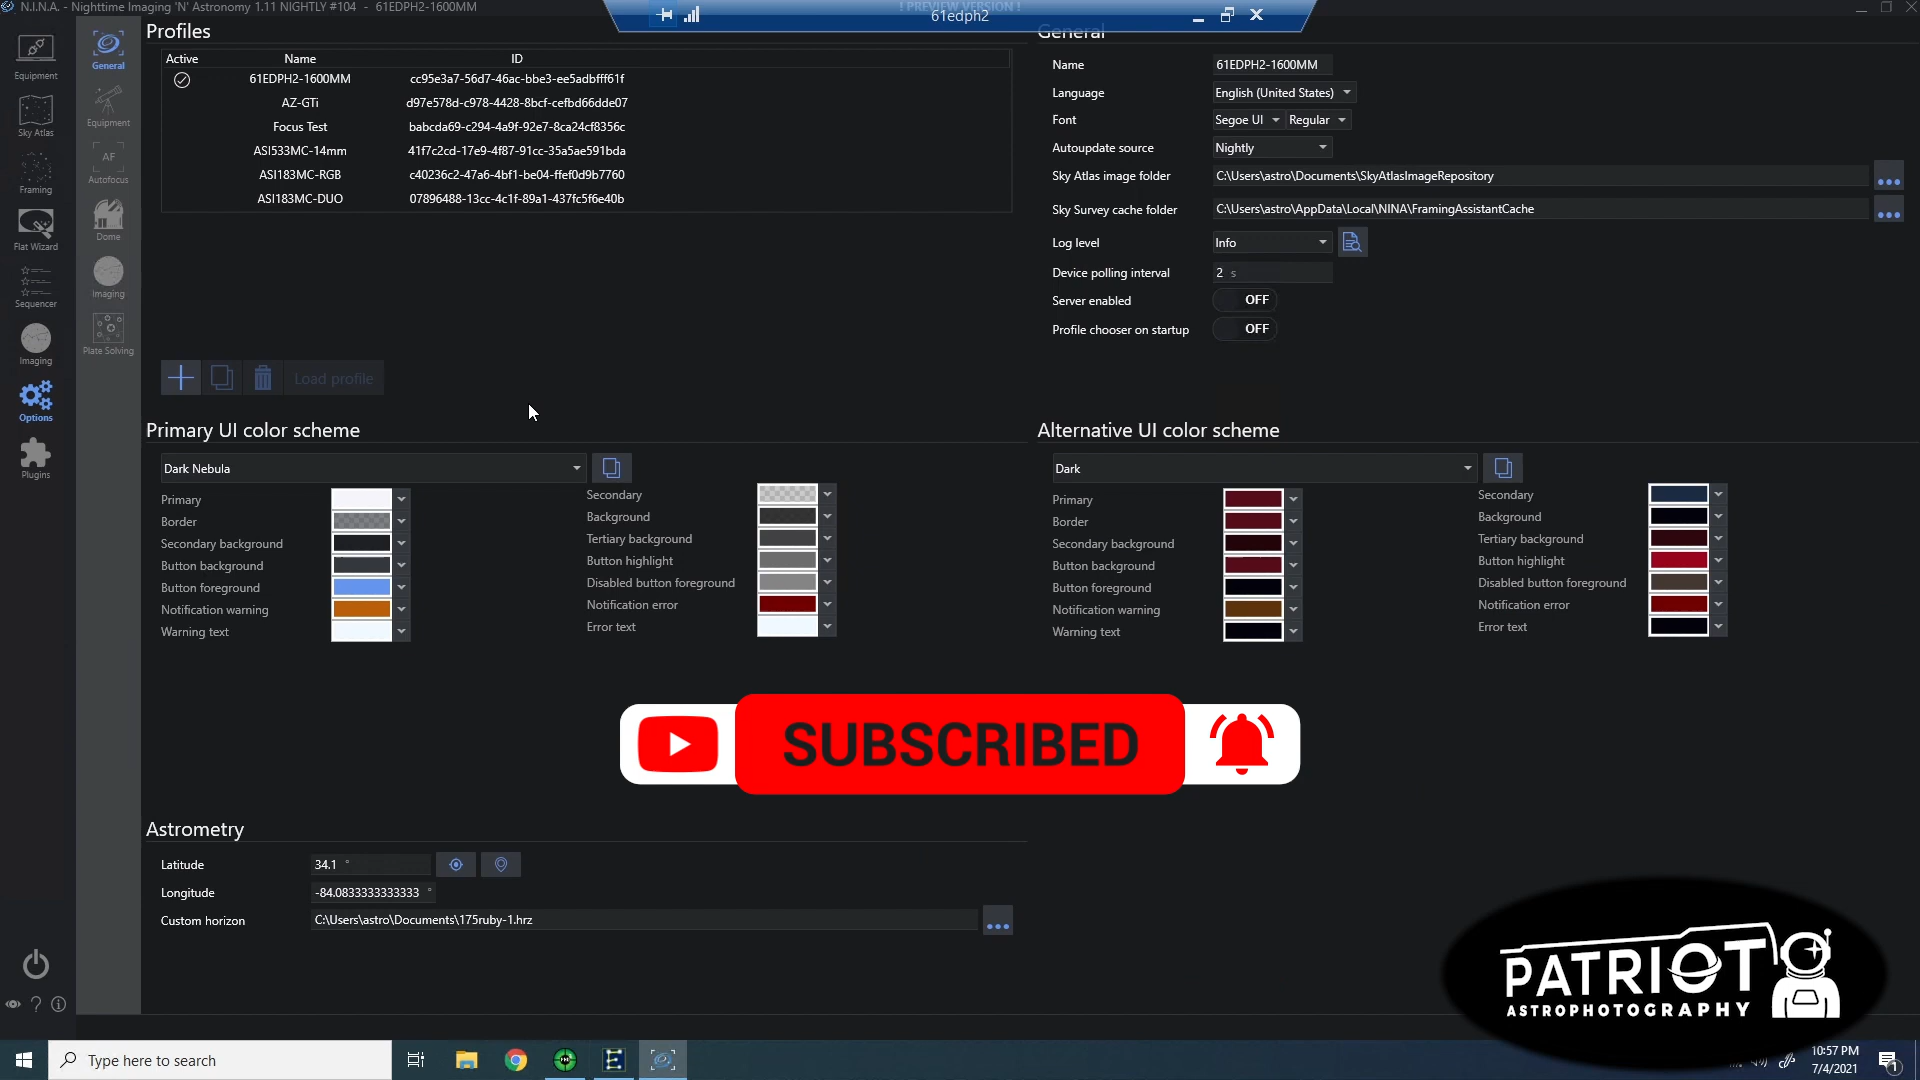 N.I.N.A. - Nighttime Imaging 'N' Astronomy 1.11 NIGHTLY #104 - 61EDPH2-1600MM
! PREVIEW VERSION !
61edph2
Equipment
Sky Atlas
Framing
Flat Wizard
Sequencer
Imaging
Options
Plugins
General
Equipment
AF
Autofocus
Dome
Imaging
Plate Solving
Profiles
Active Name ID
61EDPH2-1600MM cc95e3a7-56d7-46ac-bbe3-ee5adbfff61f
AZ-GTi d97e578d-c978-4428-8bcf-cefbd66dde07
Focus Test babcda69-c294-4a9f-92e7-8ca24cf8356c
ASI533MC-14mm 41f7c2cd-17e9-4f87-91cc-35a5ae591bda
ASI183MC-RGB c40236c2-47a6-4bf1-be04-ffef0d9b7760
ASI183MC-DUO 07896488-13cc-4c1f-89a1-437fc5f6e40b
Load profile
General
Name 61EDPH2-1600MM
Language English (United States)
Font Segoe UI Regular
Autoupdate source Nightly
Sky Atlas image folder C:\Users\astro\Documents\SkyAtlasImageRepository
Sky Survey cache folder C:\Users\astro\AppData\Local\NINA\FramingAssistantCache
Log level Info
Device polling interval 2 s
Server enabled OFF
Profile chooser on startup OFF
Primary UI color scheme
Dark Nebula
Primary
Border
Secondary background
Button background
Button foreground
Notification warning
Warning text
Secondary
Background
Tertiary background
Button highlight
Disabled button foreground
Notification error
Error text
Alternative UI color scheme
Dark
Primary
Border
Secondary background
Button background
Button foreground
Notification warning
Warning text
Secondary
Background
Tertiary background
Button highlight
Disabled button foreground
Notification error
Error text
SUBSCRIBED
Astrometry
Latitude 34.1 °
Longitude -84.0833333333333 °
Custom horizon C:\Users\astro\Documents\175ruby-1.hrz
PATRIOT
ASTROPHOTOGRAPHY
Type here to search
10:57 PM
7/4/2021
1